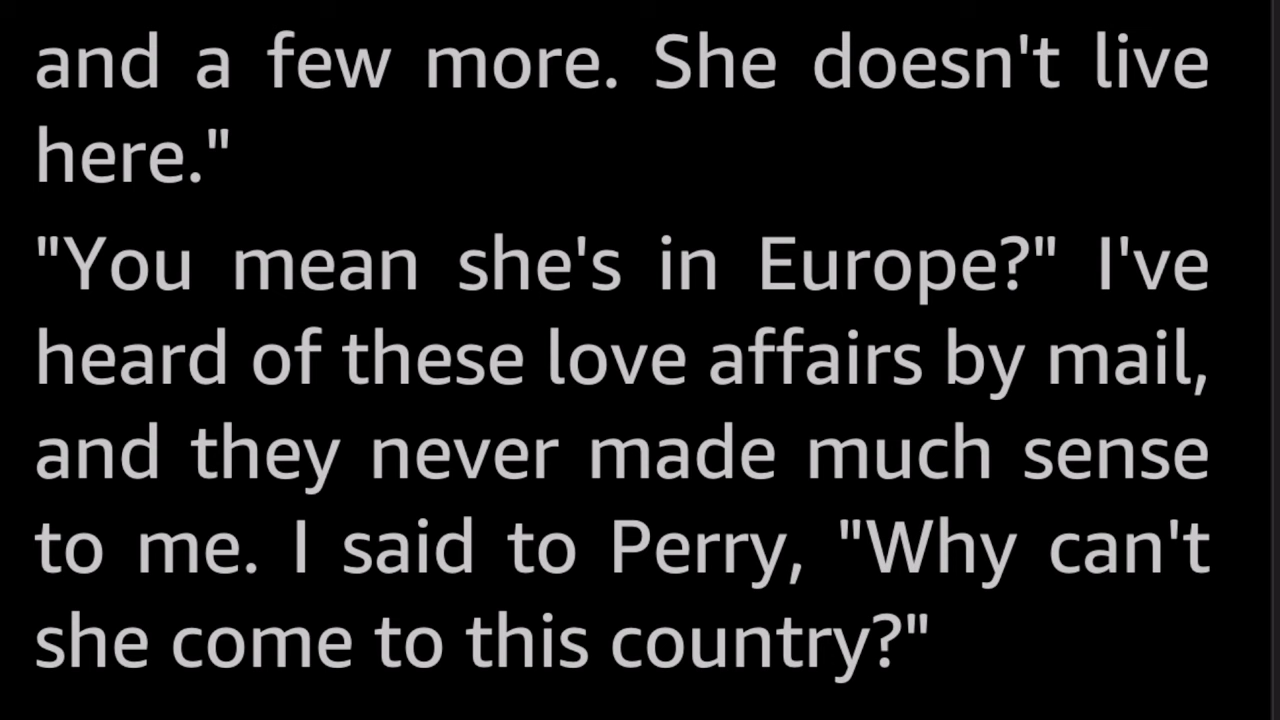 and a few more. She doesn't live
here."
"You mean she's in Europe?" I've
heard of these love affairs by mail,
and they never made much sense
to me. I said to Perry, "Why can't
she come to this country?"